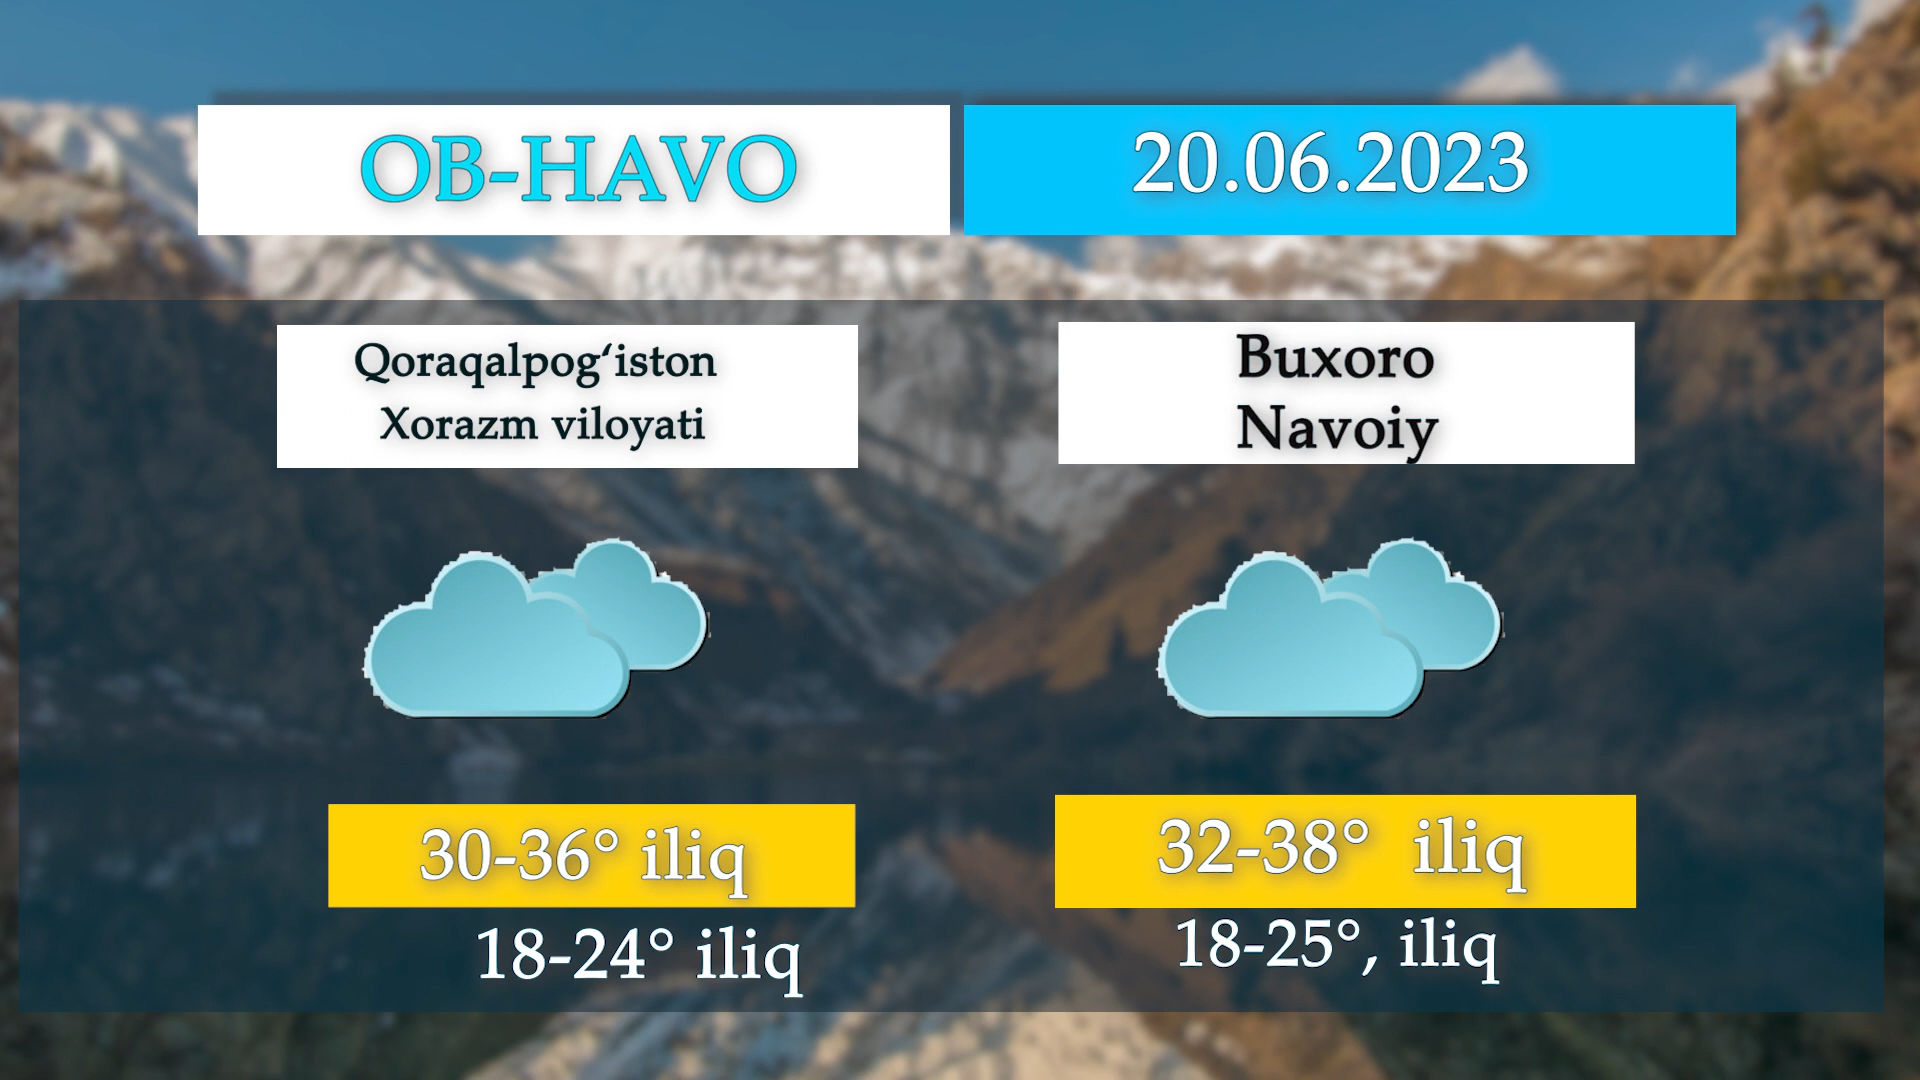 OB-HAVO
20.06.2023
Qoraqalpog‘iston
Xorazm viloyati
30-36° iliq
18-24° iliq
Buxoro
Navoiy
32-38° iliq
18-25°, iliq